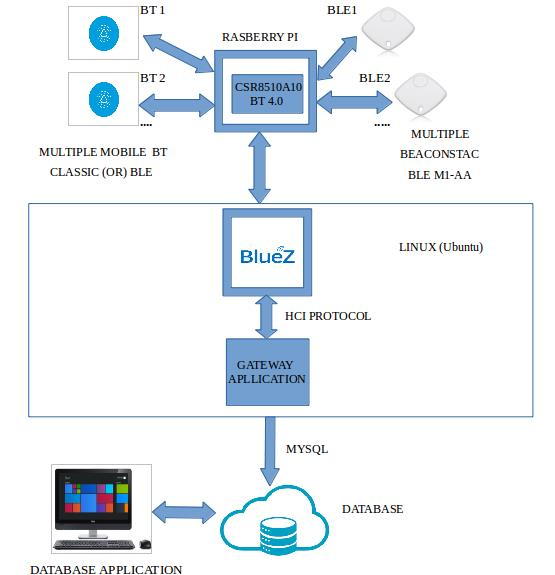 BT 1
BLE1
RASBERRY PI
BT 2
CSR8510A10
BT 4.0
BLE2
....
.....
MULTIPLE MOBILE BT
CLASSIC (OR) BLE
MULTIPLE
BEACONSTAC
BLE M1-AA
BlueZ
LINUX (Ubuntu)
HCI PROTOCOL
GATEWAY
APLLICATION
MYSQL
DATABASE
DATABASE APPLICATION